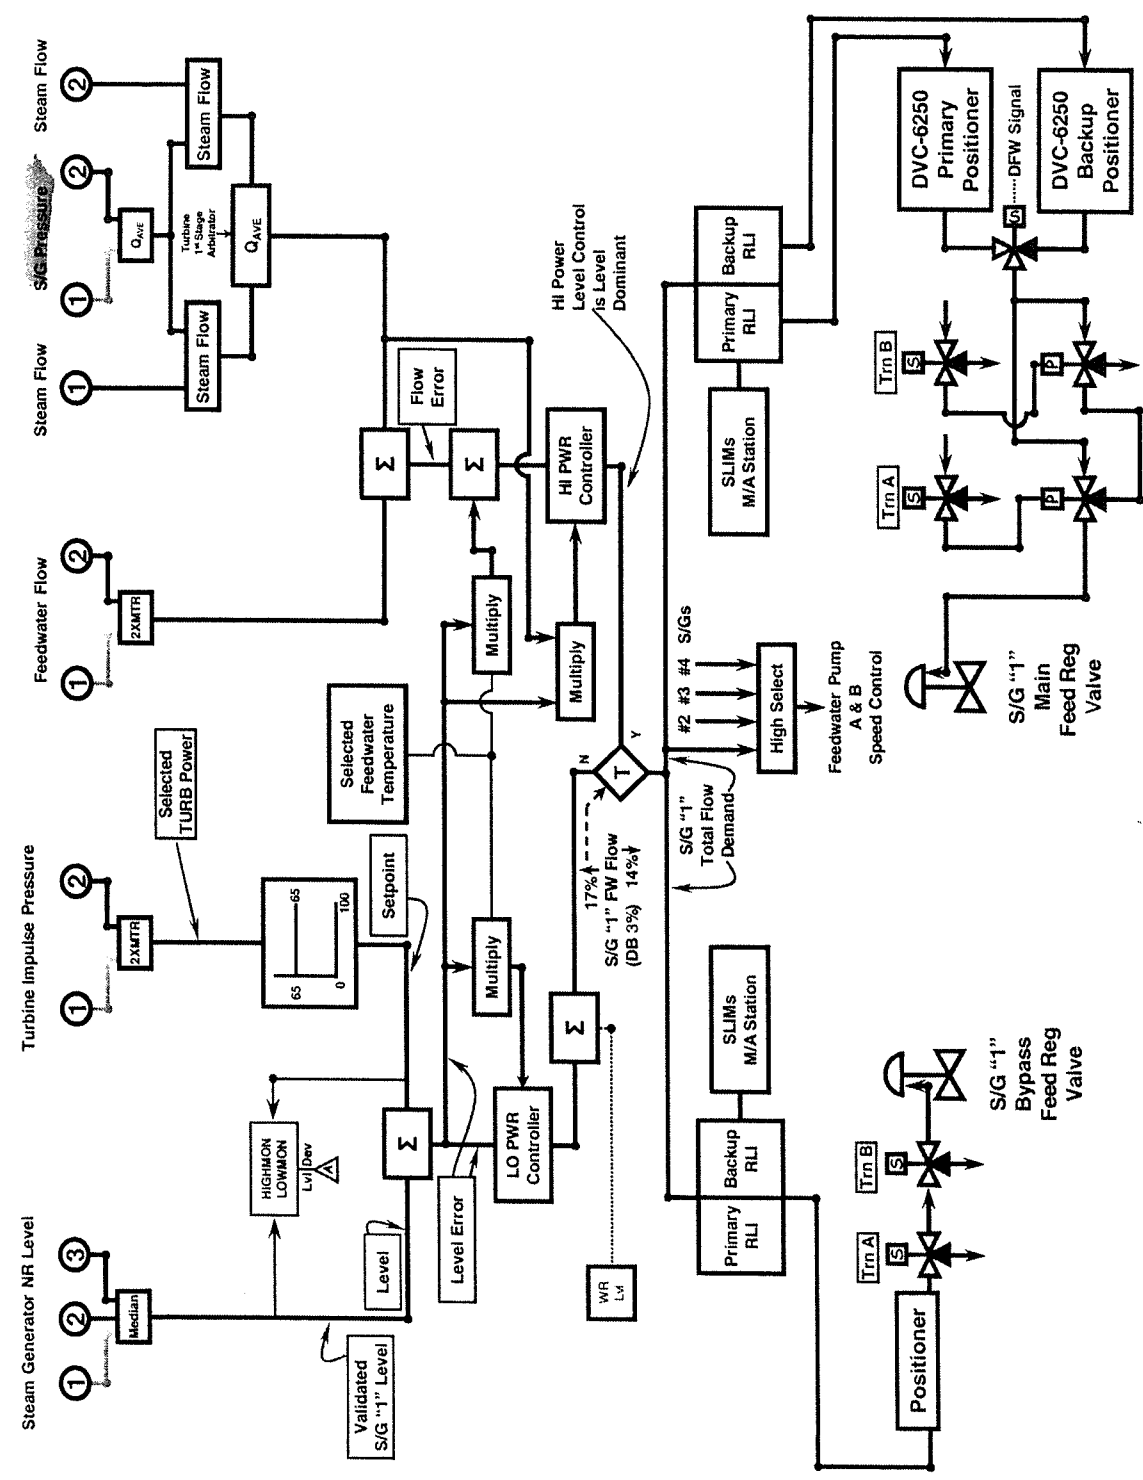 Steam Generator NR Level
1
2
3
Median
Validated
S/G "1" Level
HIGHMON
LOWMON
Lvl Dev
A
Level
Σ
Level Error
LO PWR
Controller
WR
Lvl
Turbine Impulse Pressure
1
2
2XMTR
Selected
TURB Power
65
65
0
100
Setpoint
Multiply
Σ
Selected
Feedwater
Temperature
Feedwater Flow
1
2
2XMTR
Multiply
Multiply
Steam Flow
1
S/G Pressure
1
2
Steam Flow
2
QAVE
Steam Flow
Steam Flow
Turbine
1st Stage
Arbitrator
QAVE
Σ
Flow
Error
Σ
HI PWR
Controller
HI Power
Level Control
is Level
Dominant
N
T
Y
17%
S/G "1" FW Flow
(DB 3%) 14%
S/G "1"
Total Flow
Demand
#2 #3 #4 S/Gs
High Select
Feedwater Pump
A & B
Speed Control
Primary
RLI
Backup
RLI
SLIMs
M/A Station
SLIMs
M/A Station
Primary
RLI
Backup
RLI
Positioner
Trn A
S
Trn B
S
S/G "1"
Bypass
Feed Reg
Valve
S/G "1"
Main
Feed Reg
Valve
Trn A
S
P
Trn B
S
P
DVC-6250
Primary
Positioner
S
DFW Signal
DVC-6250
Backup
Positioner